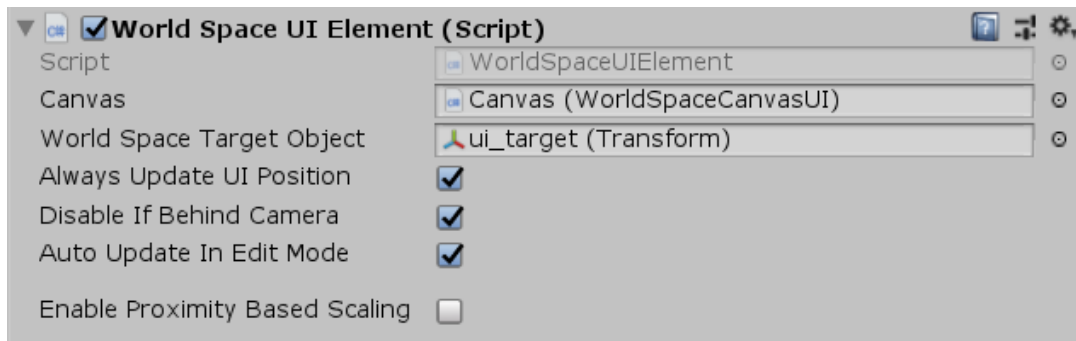 World Space UI Element (Script)
Script WorldSpaceUIElement
Canvas Canvas (WorldSpaceCanvasUI)
World Space Target Object ui_target (Transform)
Always Update UI Position
Disable If Behind Camera
Auto Update In Edit Mode
Enable Proximity Based Scaling